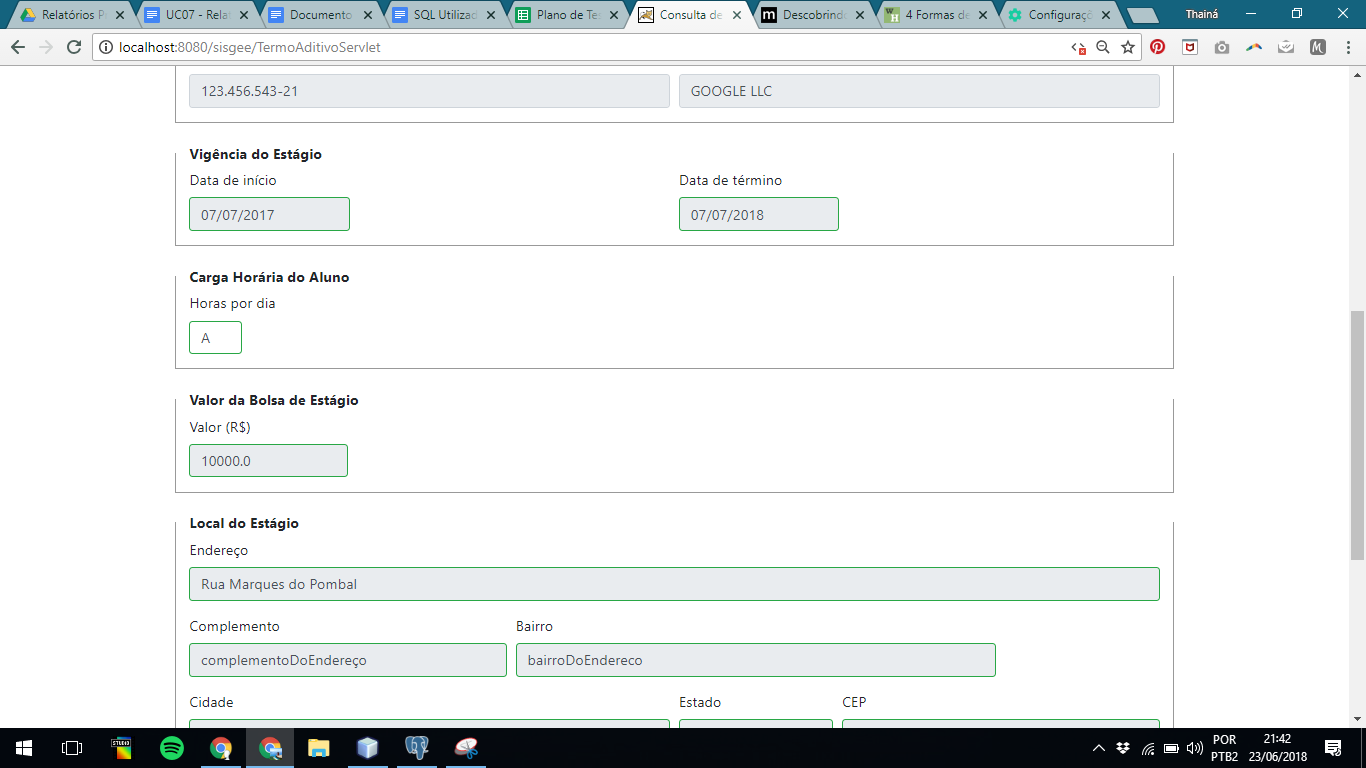 Relatórios P
UC07 - Relat
Documento
SQL Utilizad
Plano de Tes
Consulta de
Descobrindo
4 Formas de
Configuraçõ
Thainá
localhost:8080/sisgee/TermoAditivoServlet
123.456.543-21
GOOGLE LLC
Vigência do Estágio
Data de início
Data de término
07/07/2017
07/07/2018
Carga Horária do Aluno
Horas por dia
A
Valor da Bolsa de Estágio
Valor (R$)
10000.0
Local do Estágio
Endereço
Rua Marques do Pombal
Complemento
Bairro
complementoDoEndereço
bairroDoEndereco
Cidade
Estado
CEP
STUDIO
POR
PTB2
21:42
23/06/2018